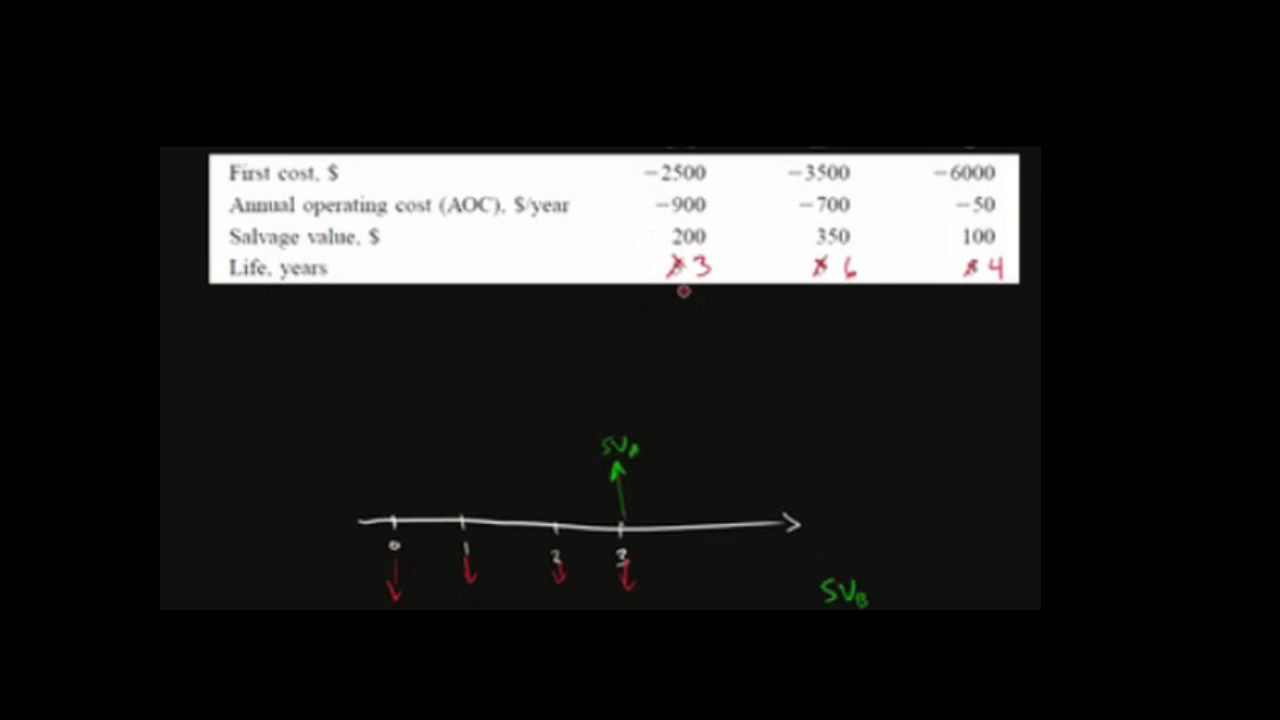 First cost, $ −2500 −3500 −6000
Annual operating cost (AOC), $/year −900 −700 −50
Salvage value, $ 200 350 100
Life, years 3 6 4
SVA
0 1 2 3
SVB